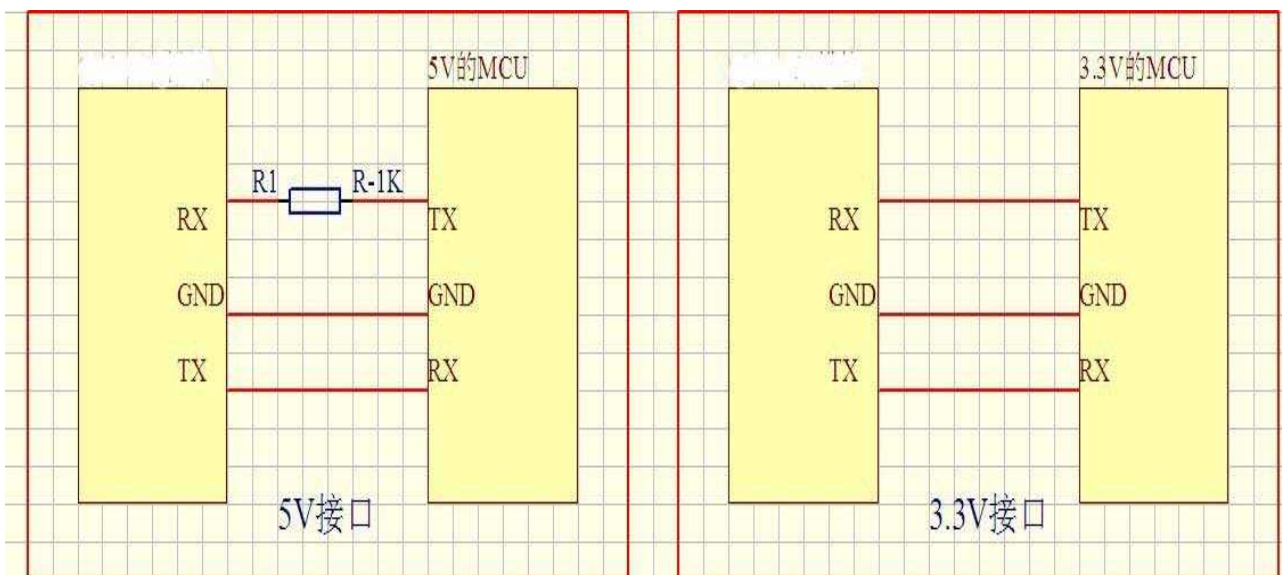 5V的MCU
R1
R-1K
RX
TX
GND
GND
TX
RX
5V接口
3.3V的MCU
RX
TX
GND
GND
TX
RX
3.3V接口